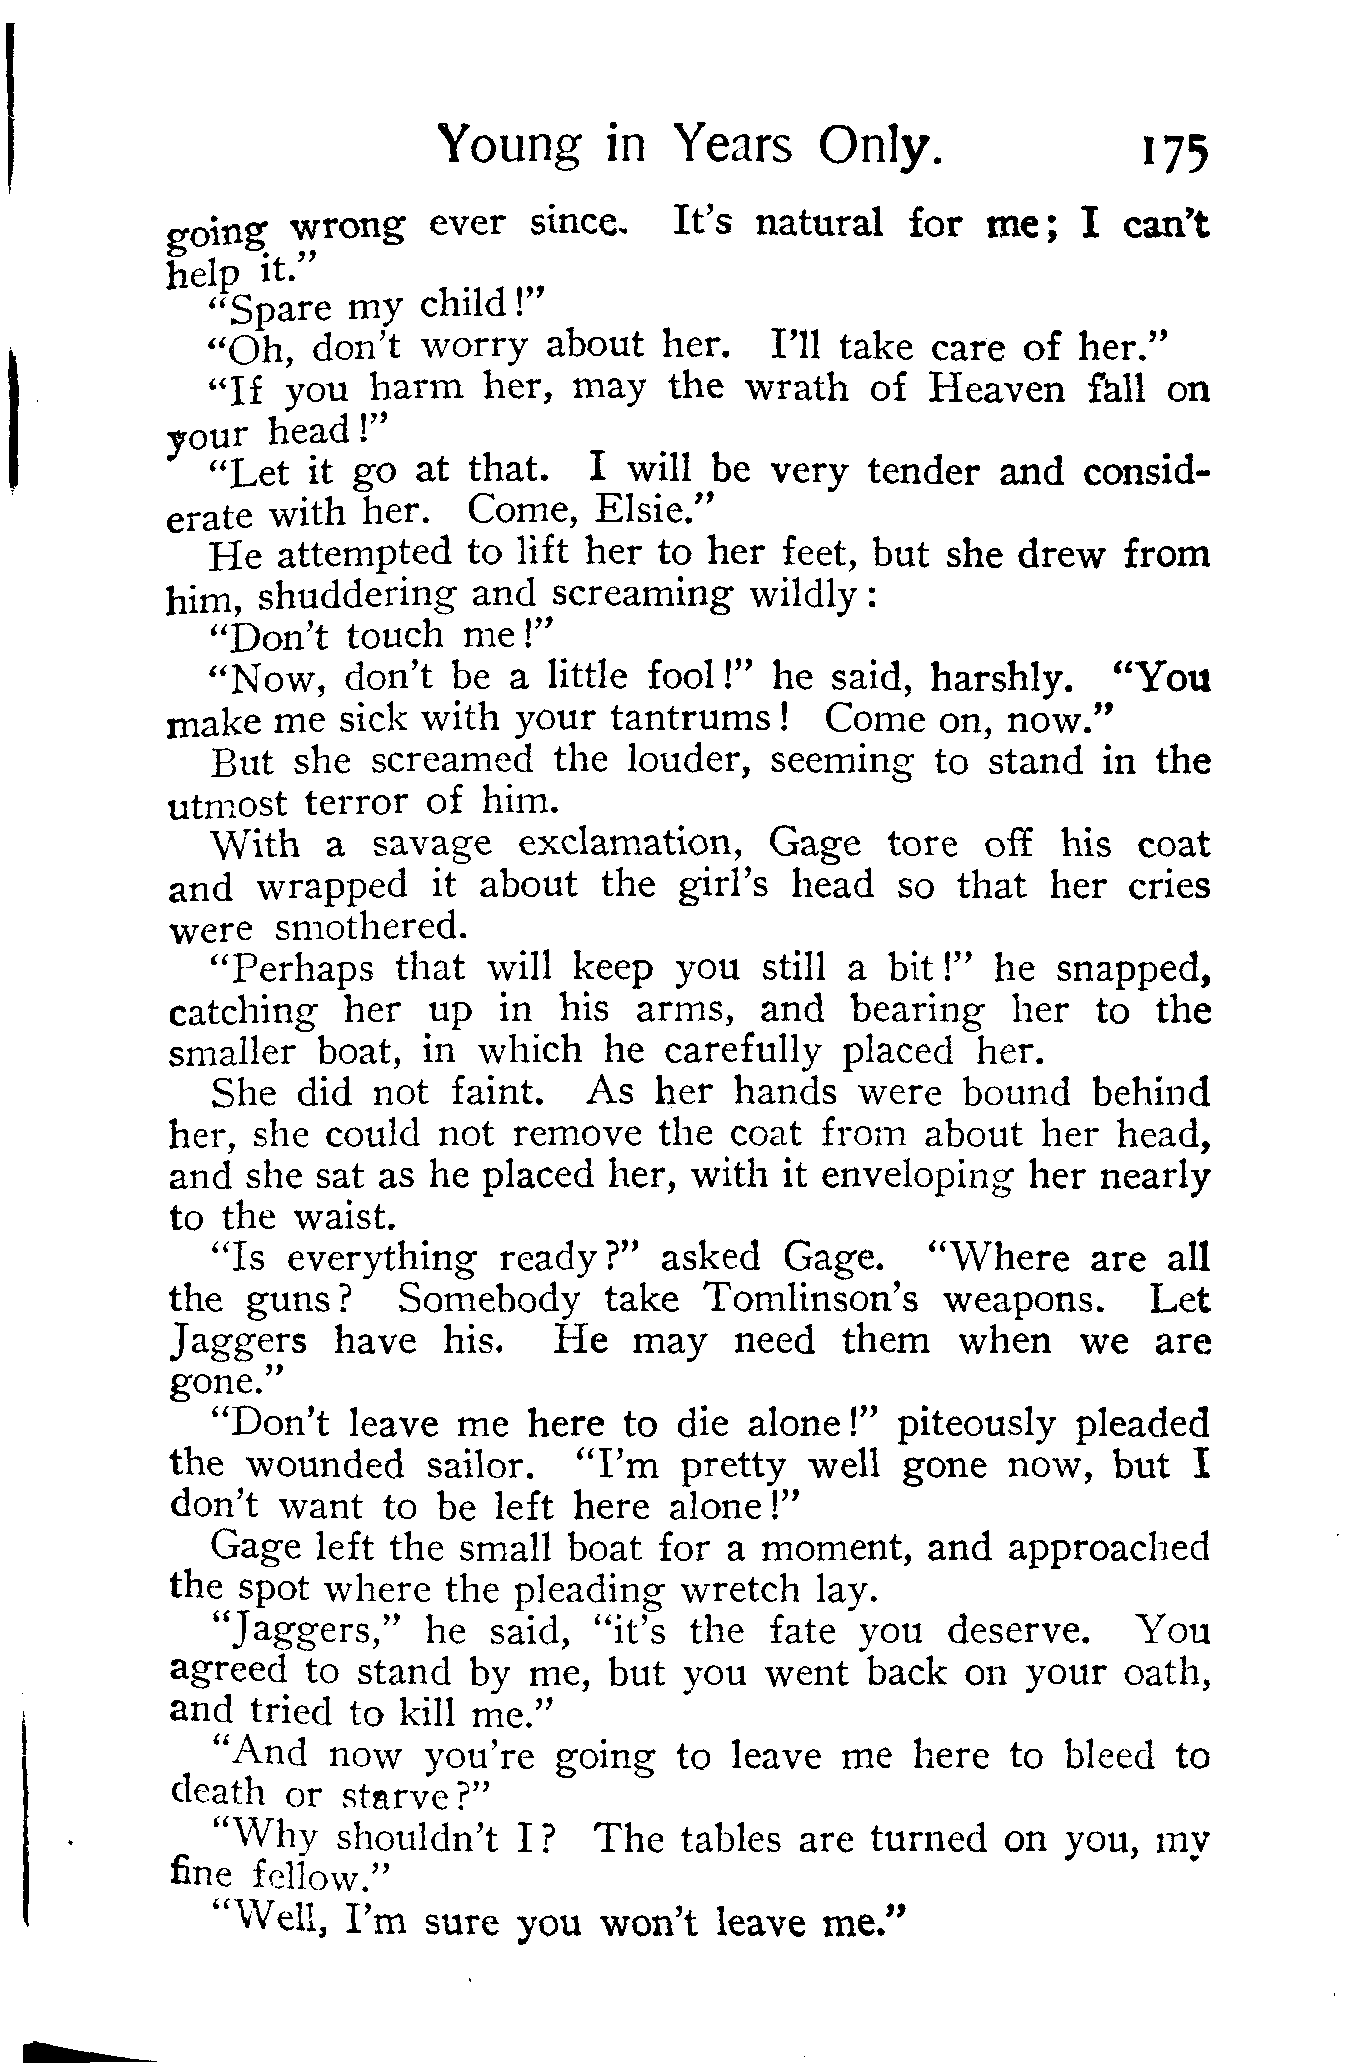 Young in Years Only. 175
going wrong ever since. It's natural for me; I can't
help it."
"Spare my child!"
"Oh, don't worry about her. I'll take care of her."
"If you harm her, may the wrath of Heaven fall on
your head!"
"Let it go at that. I will be very tender and consid-
erate with her. Come, Elsie."
He attempted to lift her to her feet, but she drew from
him, shuddering and screaming wildly:
"Don't touch me!"
"Now, don't be a little fool!" he said, harshly. "You
make me sick with your tantrums! Come on, now."
But she screamed the louder, seeming to stand in the
utmost terror of him.
With a savage exclamation, Gage tore off his coat
and wrapped it about the girl's head so that her cries
were smothered.
"Perhaps that will keep you still a bit!" he snapped,
catching her up in his arms, and bearing her to the
smaller boat, in which he carefully placed her.
She did not faint. As her hands were bound behind
her, she could not remove the coat from about her head,
and she sat as he placed her, with it enveloping her nearly
to the waist.
"Is everything ready?" asked Gage. "Where are all
the guns? Somebody take Tomlinson's weapons. Let
Jaggers have his. He may need them when we are
gone."
"Don't leave me here to die alone!" piteously pleaded
the wounded sailor. "I'm pretty well gone now, but I
don't want to be left here alone!"
Gage left the small boat for a moment, and approached
the spot where the pleading wretch lay.
"Jaggers," he said, "it's the fate you deserve. You
agreed to stand by me, but you went back on your oath,
and tried to kill me."
"And now you're going to leave me here to bleed to
death or starve?"
"Why shouldn't I? The tables are turned on you, my
fine fellow."
"Well, I'm sure you won't leave me."